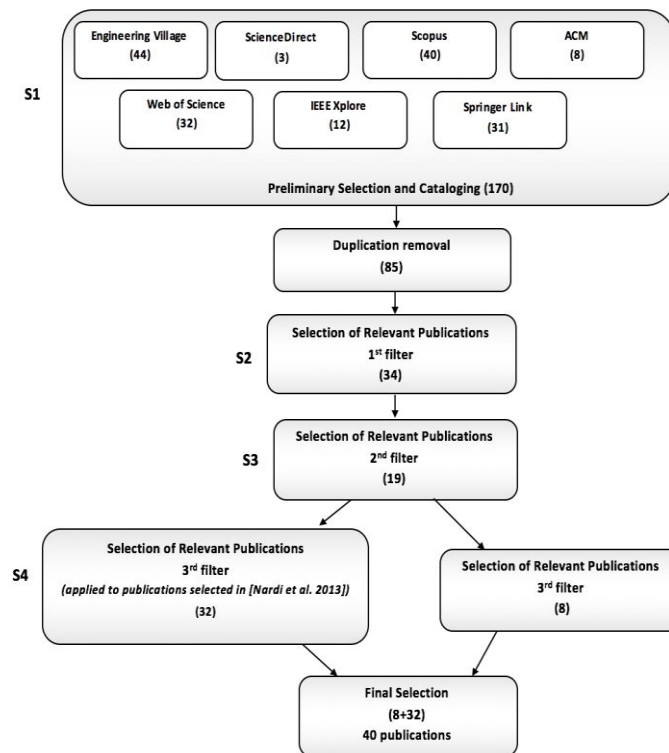 Engineering Village
(44)
ScienceDirect
(3)
Scopus
(40)
ACM
(8)
S1
Web of Science
(32)
IEEE Xplore
(12)
Springer Link
(31)
Preliminary Selection and Cataloging (170)
Duplication removal
(85)
S2
Selection of Relevant Publications
1st filter
(34)
S3
Selection of Relevant Publications
2nd filter
(19)
S4
Selection of Relevant Publications
3rd filter
(applied to publications selected in [Nardi et al. 2013])
(32)
Selection of Relevant Publications
3rd filter
(8)
Final Selection
(8+32)
40 publications